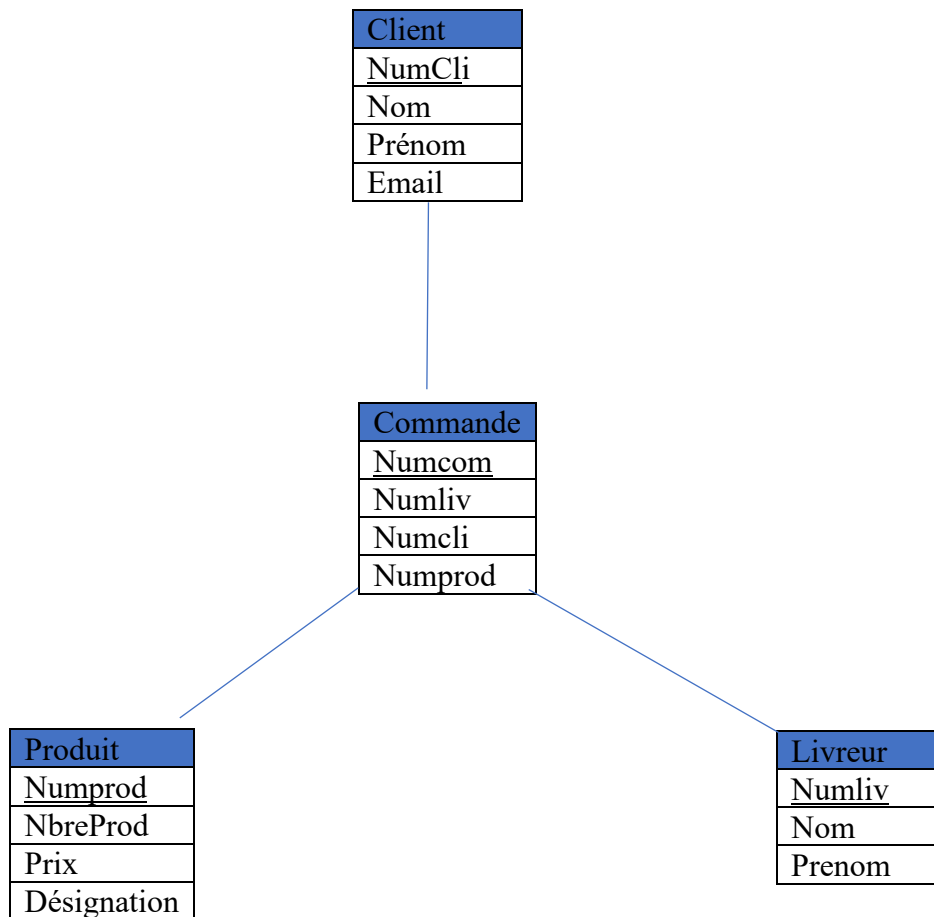 Client
NumCli
Nom
Prénom
Email
Commande
Numcom
Numliv
Numcli
Numprod
Produit
Numprod
NbreProd
Prix
Désignation
Livreur
Numliv
Nom
Prenom